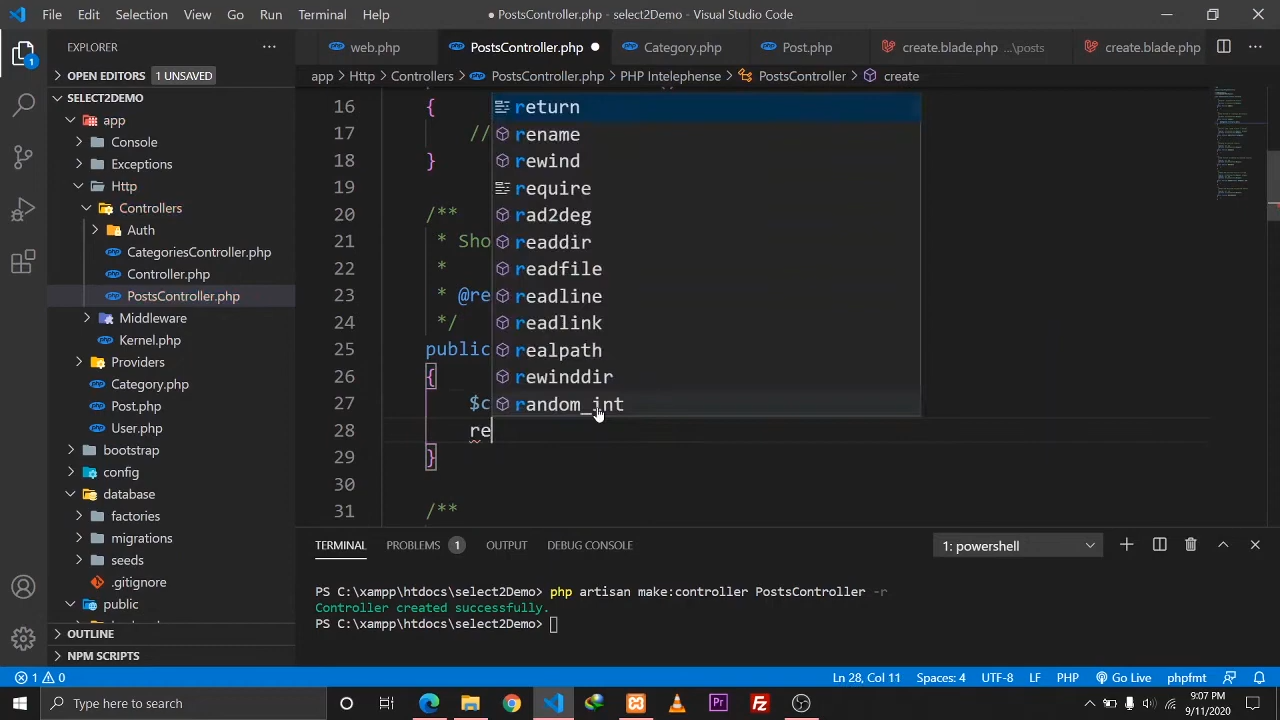 File Edit Selection View Go Run Terminal Help
● PostsController.php - select2Demo - Visual Studio Code
EXPLORER
web.php
PostsController.php
Category.php
Post.php
create.blade.php ...\posts
create.blade.php
OPEN EDITORS 1 UNSAVED
app > Http > Controllers > PostsController.php > PHP Intelephense > PostsController > create
SELECT2DEMO
app
Console
Exceptions
Http
Controllers
Auth
CategoriesController.php
Controller.php
PostsController.php
Middleware
Kernel.php
Providers
Category.php
Post.php
User.php
bootstrap
config
database
factories
migrations
seeds
.gitignore
public
OUTLINE
NPM SCRIPTS
16 {
17 //
18 }
19
20 /**
21 * Sho
22 *
23 * @re
24 */
25 public
26 {
27 $c
28 re
29 }
30
31 /**
return
rename
rewind
require
rad2deg
readdir
readfile
readline
readlink
realpath
rewinddir
random_int
TERMINAL PROBLEMS 1 OUTPUT DEBUG CONSOLE
1: powershell
PS C:\xampp\htdocs\select2Demo> php artisan make:controller PostsController -r
Controller created successfully.
PS C:\xampp\htdocs\select2Demo>
1 0
Ln 28, Col 11 Spaces: 4 UTF-8 LF PHP Go Live phpfmt
Type here to search
9:07 PM
9/11/2020